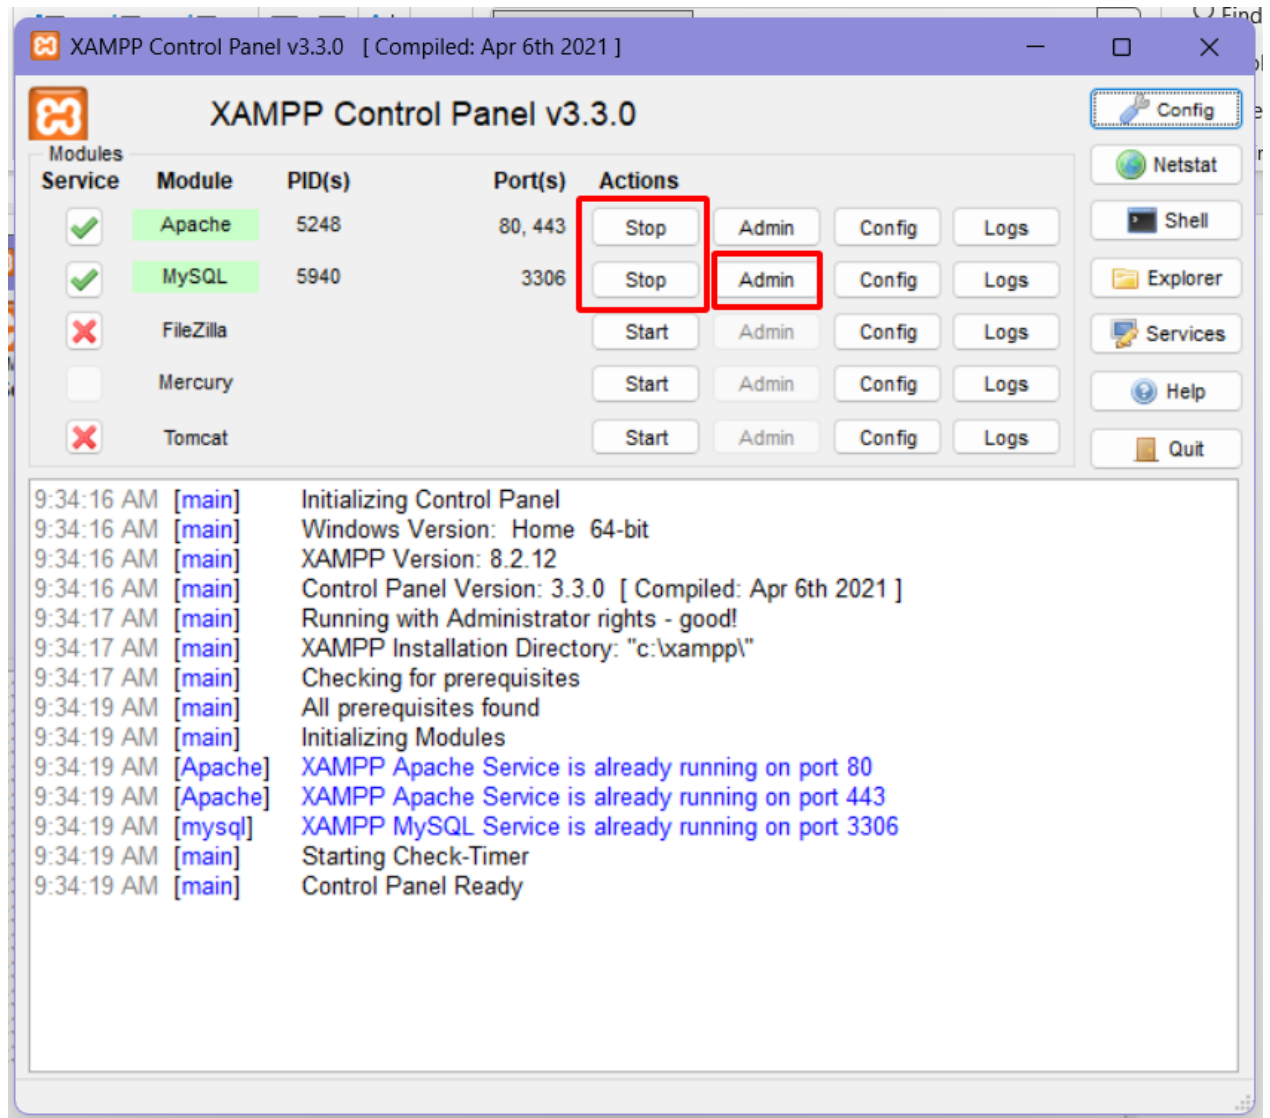 Find
XAMPP Control Panel v3.3.0 [ Compiled: Apr 6th 2021 ]
XAMPP Control Panel v3.3.0
Config
Modules
Service Module PID(s) Port(s) Actions
Netstat
Apache 5248 80, 443 Stop Admin Config Logs
Shell
MySQL 5940 3306 Stop Admin Config Logs
Explorer
FileZilla Start Admin Config Logs
Services
Mercury Start Admin Config Logs
Help
Tomcat Start Admin Config Logs
Quit
9:34:16 AM [main] Initializing Control Panel
9:34:16 AM [main] Windows Version: Home 64-bit
9:34:16 AM [main] XAMPP Version: 8.2.12
9:34:16 AM [main] Control Panel Version: 3.3.0 [ Compiled: Apr 6th 2021 ]
9:34:17 AM [main] Running with Administrator rights - good!
9:34:17 AM [main] XAMPP Installation Directory: "c:\xampp\"
9:34:17 AM [main] Checking for prerequisites
9:34:19 AM [main] All prerequisites found
9:34:19 AM [main] Initializing Modules
9:34:19 AM [Apache] XAMPP Apache Service is already running on port 80
9:34:19 AM [Apache] XAMPP Apache Service is already running on port 443
9:34:19 AM [mysql] XAMPP MySQL Service is already running on port 3306
9:34:19 AM [main] Starting Check-Timer
9:34:19 AM [main] Control Panel Ready